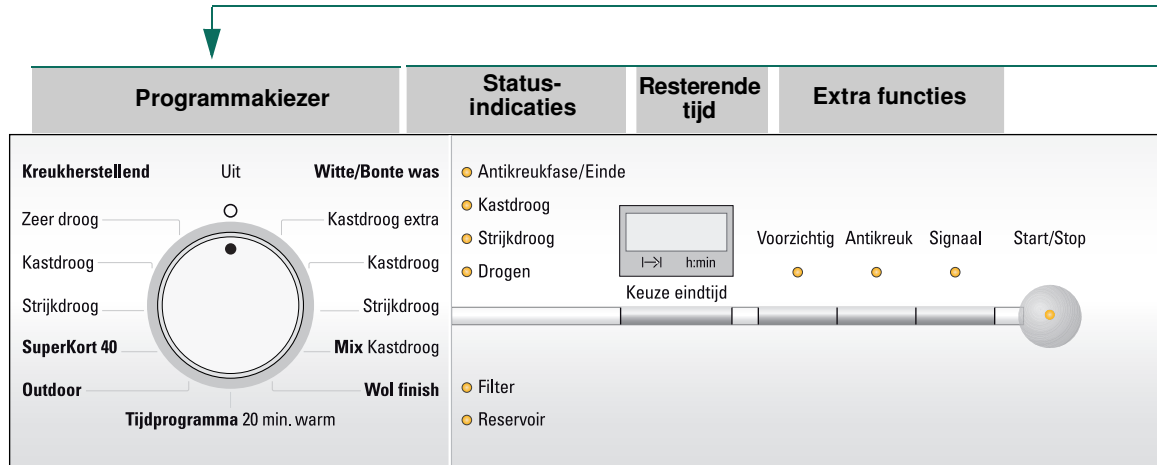 Programmakiezer
Status-
indicaties
Resterende
tijd
Extra functies
Kreukherstellend
Uit
Witte/Bonte was
Zeer droog
Kastdroog extra
Kastdroog
Kastdroog
Strijkdroog
Strijkdroog
SuperKort 40
Mix Kastdroog
Outdoor
Wol finish
Tijdprogramma 20 min. warm
Antikreukfase/Einde
Kastdroog
Strijkdroog
Drogen
h:min
Keuze eindtijd
Voorzichtig
Antikreuk
Signaal
Start/Stop
Filter
Reservoir